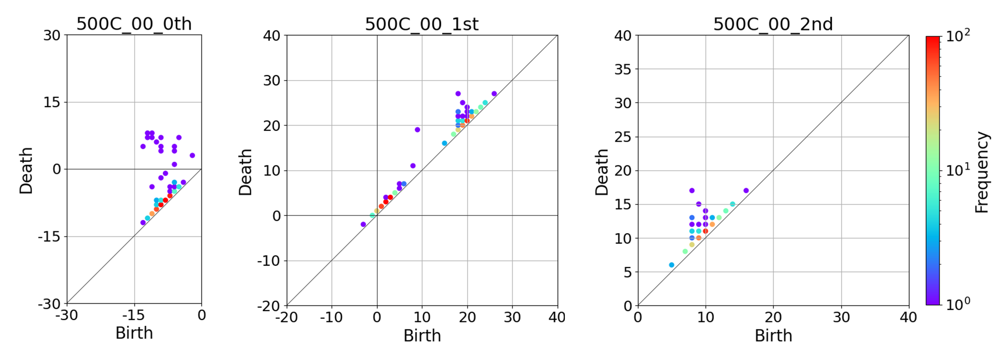 500C_00_0th
30
15
0
-15
-30
-30 -15 0
Death
Birth
500C_00_1st
40
30
20
10
0
-10
-20
-20 -10 0 10 20 30 40
Death
Birth
500C_00_2nd
40
35
30
25
20
15
10
5
0
0 10 20 30 40
Death
Birth
10²
10¹
10⁰
Frequency